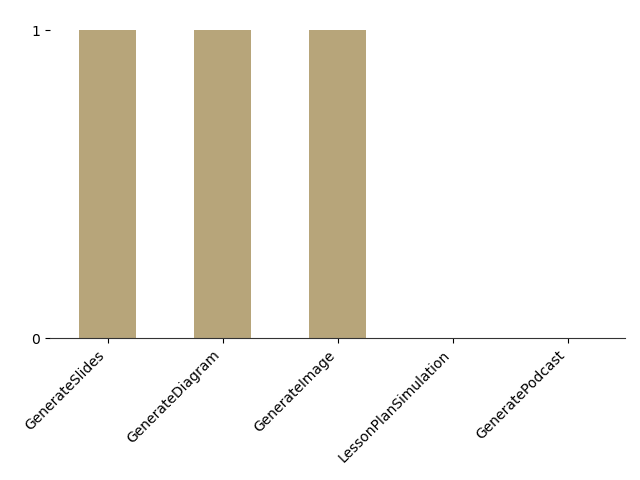 1
0
GenerateSlides
GenerateDiagram
GenerateImage
LessonPlanSimulation
GeneratePodcast